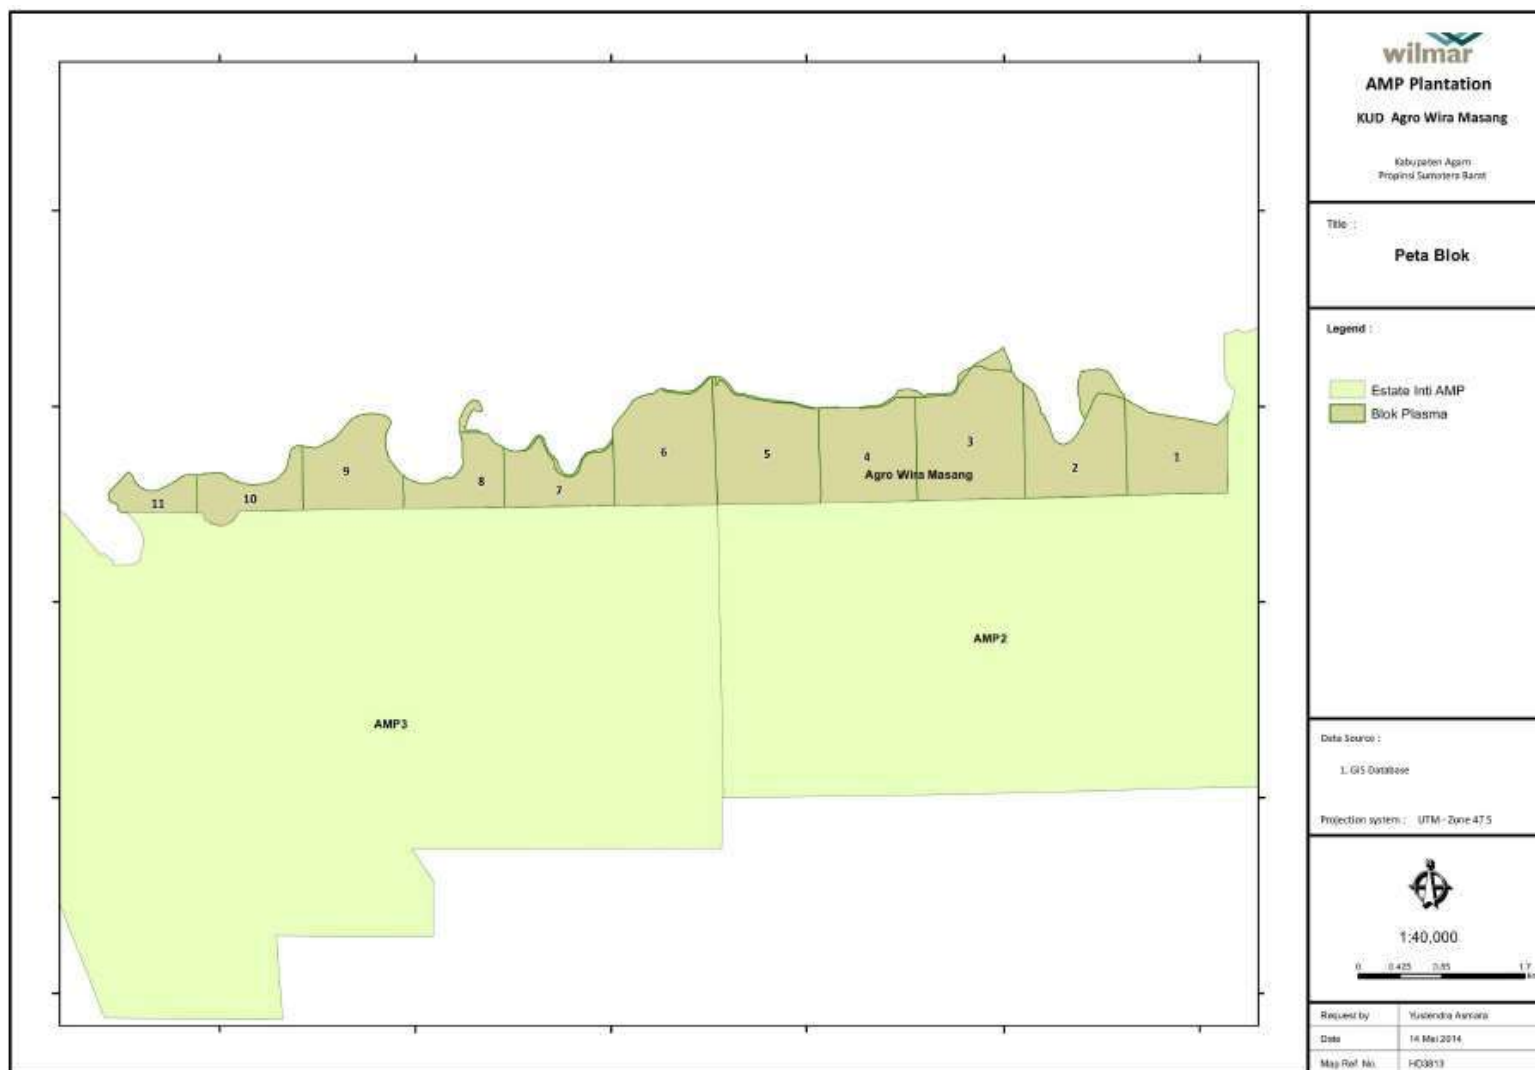 wilmar
AMP Plantation
KUD Agro Wira Masang
Kabupaten Agam
Propinsi Sumatera Barat
Title :
Peta Blok
Legend :
Estate Inti AMP
Blok Plasma
11
10
9
8
7
6
5
4
3
2
1
Agro Wira Masang
AMP2
AMP3
Data Source :
1. GIS Database
Projection system : UTM - Zone 47 S
1:40,000
0 0.425 0.85 1.7
Request by Yusendra Asmara
Date 14 Mei 2014
Map Ref. No. HO3813